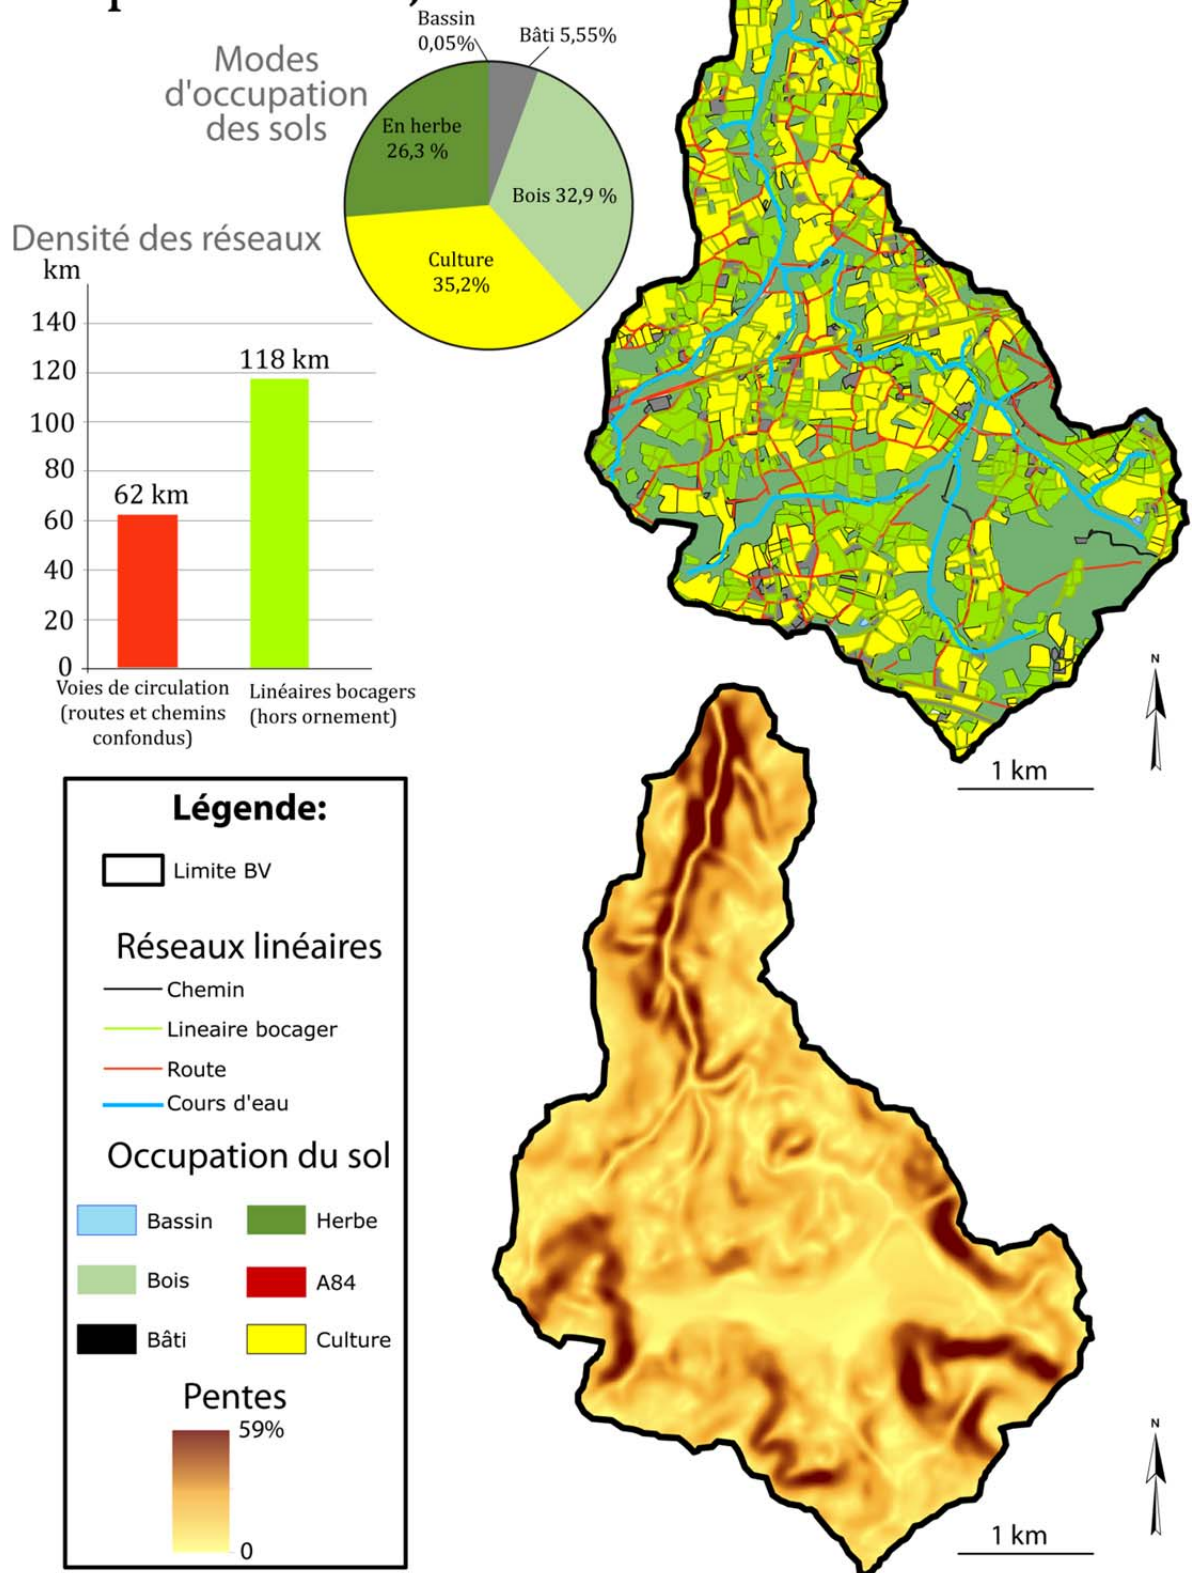 Bassin
0,05%
Bâti 5,55%
Modes
d'occupation
des sols
En herbe
26,3 %
Bois 32,9 %
Culture
35,2%
Densité des réseaux
km
140
120
100
80
60
40
20
0
118 km
62 km
Voies de circulation
(routes et chemins
confondus)
Linéaires bocagers
(hors ornement)
N
1 km
Légende:
Limite BV
Réseaux linéaires
Chemin
Lineaire bocager
Route
Cours d'eau
Occupation du sol
Bassin
Herbe
Bois
A84
Bâti
Culture
Pentes
59%
0
N
1 km